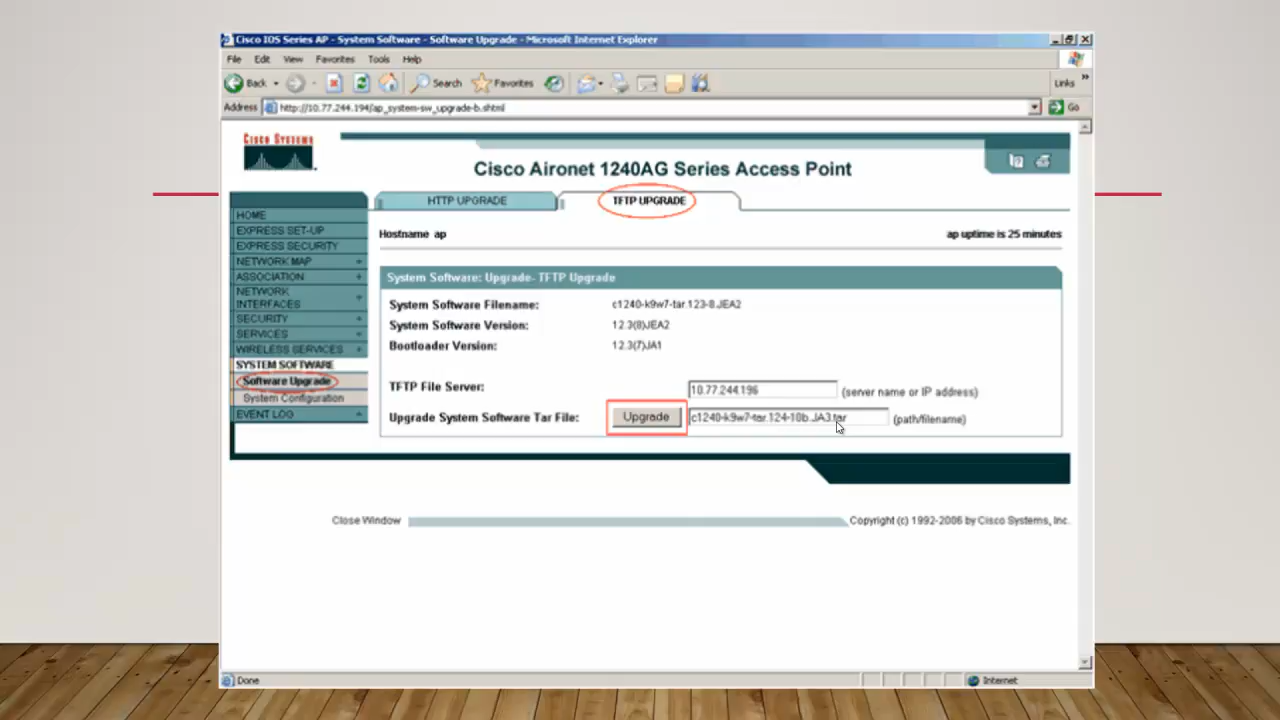 Cisco IOS Series AP - System Software - Software Upgrade - Microsoft Internet Explorer
File Edit View Favorites Tools Help
Back Search Favorites Links »
Address http://10.77.244.194/ap_system-sw_upgrade-b.shtml Go
CISCO SYSTEMS
Cisco Aironet 1240AG Series Access Point
HTTP UPGRADE TFTP UPGRADE
HOME
EXPRESS SET-UP
EXPRESS SECURITY
NETWORK MAP +
ASSOCIATION +
NETWORK
INTERFACES +
SECURITY +
SERVICES +
WIRELESS SERVICES +
SYSTEM SOFTWARE
Software Upgrade
System Configuration
EVENT LOG +
Hostname ap ap uptime is 25 minutes
System Software: Upgrade- TFTP Upgrade
System Software Filename: c1240-k9w7-tar.123-8.JEA2
System Software Version: 12.3(8)JEA2
Bootloader Version: 12.3(7)JA1
TFTP File Server: 10.77.244.196 (server name or IP address)
Upgrade System Software Tar File: Upgrade c1240-k9w7-tar.124-10b.JA3.tar (path/filename)
Close Window Copyright (c) 1992-2006 by Cisco Systems, Inc.
Done Internet